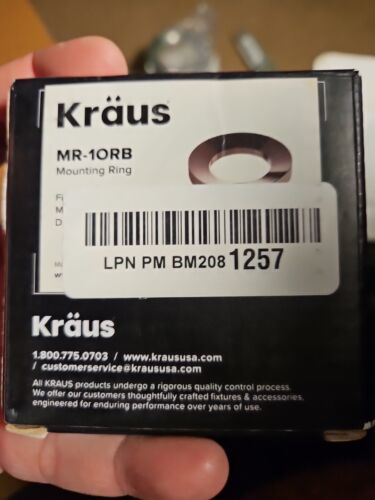 Kräus
MR-1ORB
Mounting Ring
LPN PM BM208 1257
Kräus
1.800.775.0703 / www.kraususa.com
/ customerservice@kraususa.com
All KRAUS products undergo a rigorous quality control process.
We offer our customers thoughtfully crafted fixtures & accessories,
engineered for enduring performance over years of use.